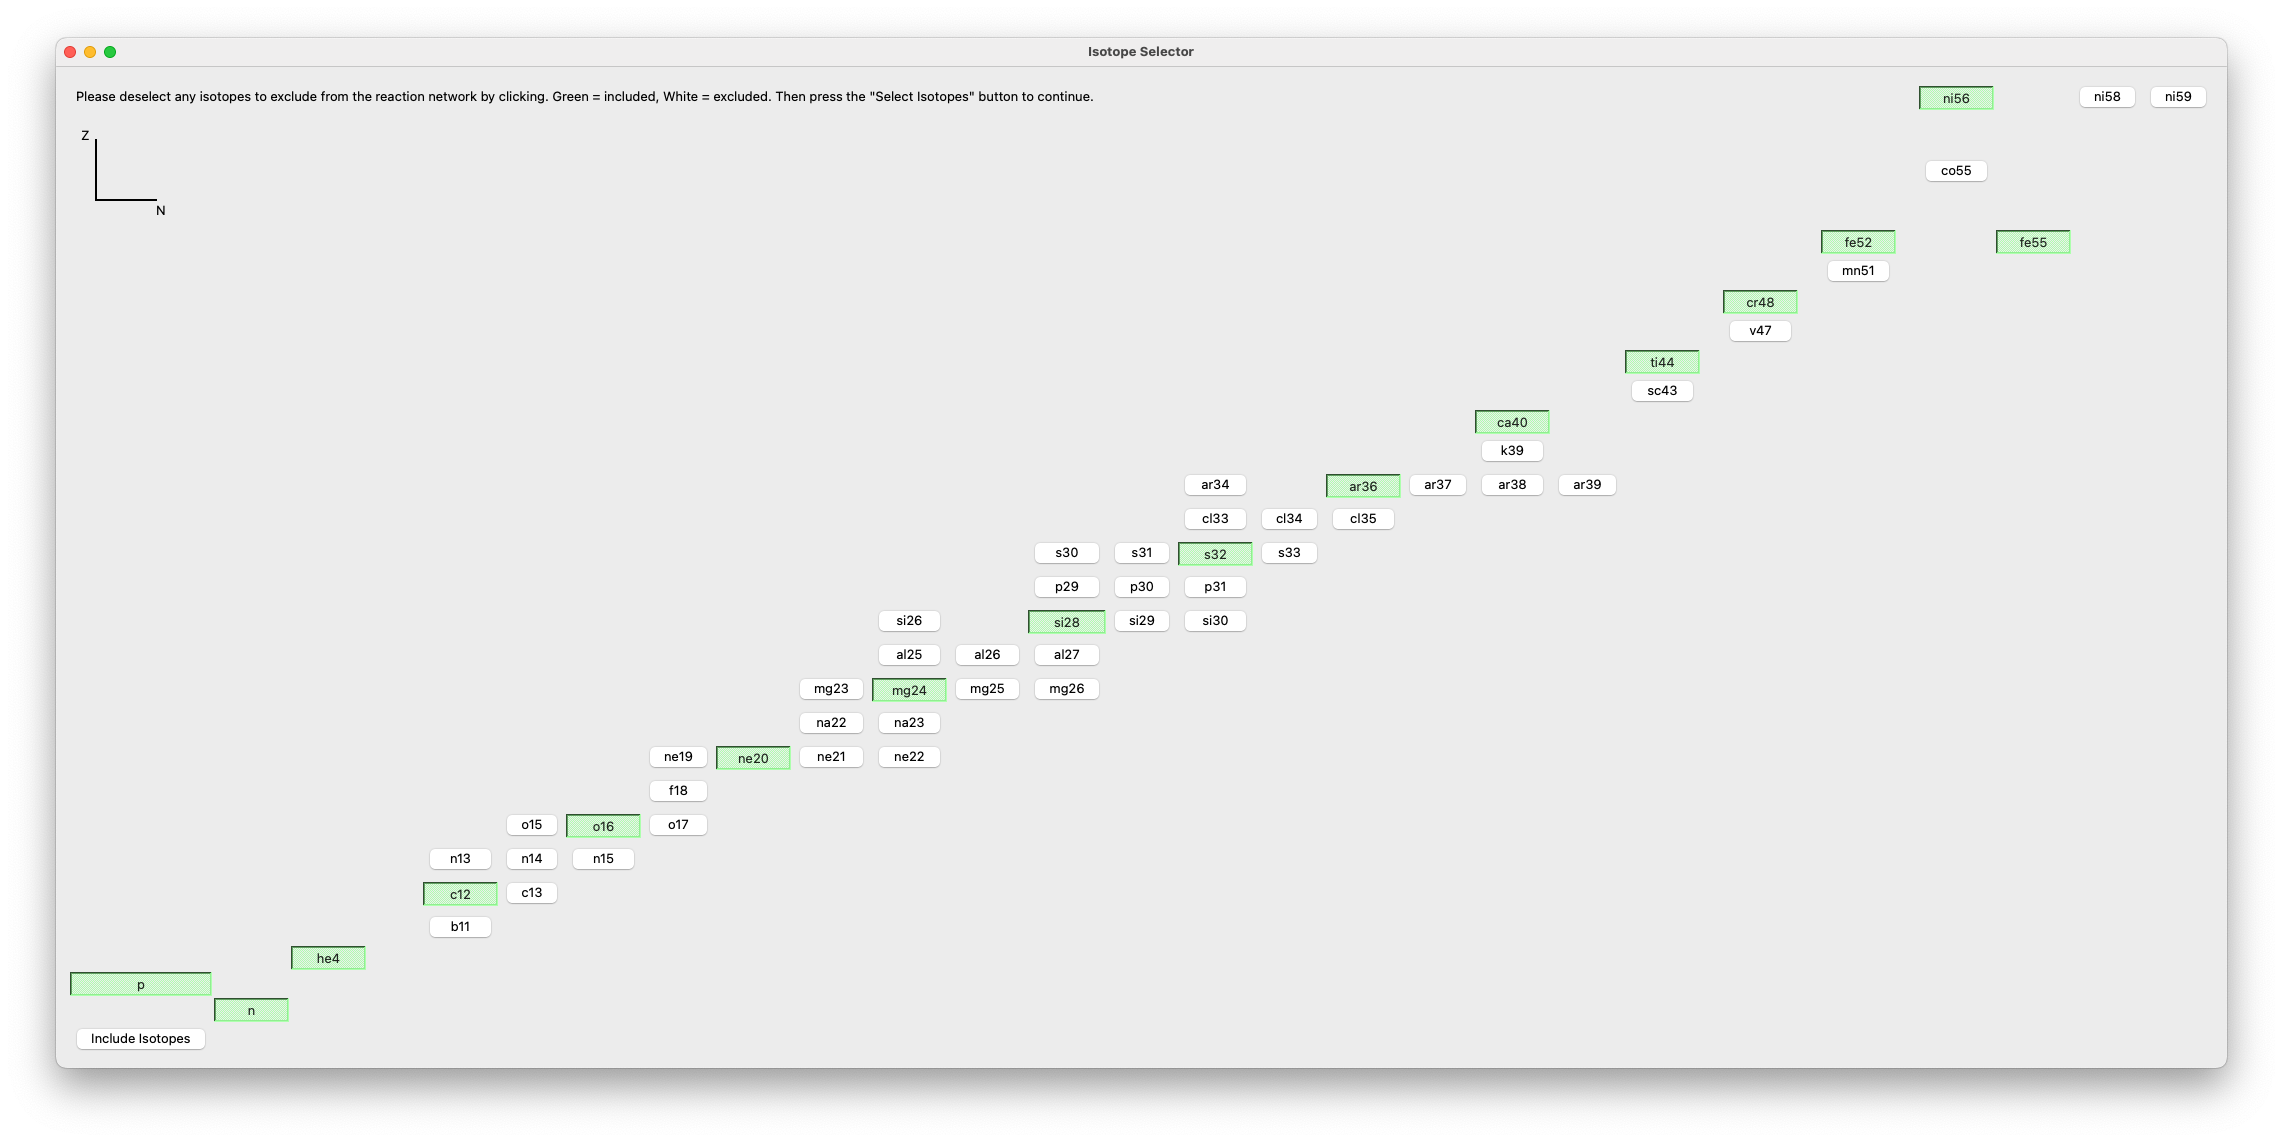 Isotope Selector
Please deselect any isotopes to exclude from the reaction network by clicking. Green = included, White = excluded. Then press the "Select Isotopes" button to continue.
ni56 ni58 ni59
Z
co55
N
fe52 fe55
mn51
cr48
v47
ti44
sc43
ca40
k39
ar34 ar36 ar37 ar38 ar39
cl33 cl34 cl35
s30 s31 s32 s33
p29 p30 p31
si26 si28 si29 si30
al25 al26 al27
mg23 mg24 mg25 mg26
na22 na23
ne19 ne20 ne21 ne22
f18
o15 o16 o17
n13 n14 n15
c12 c13
b11
he4
p
n
Include Isotopes